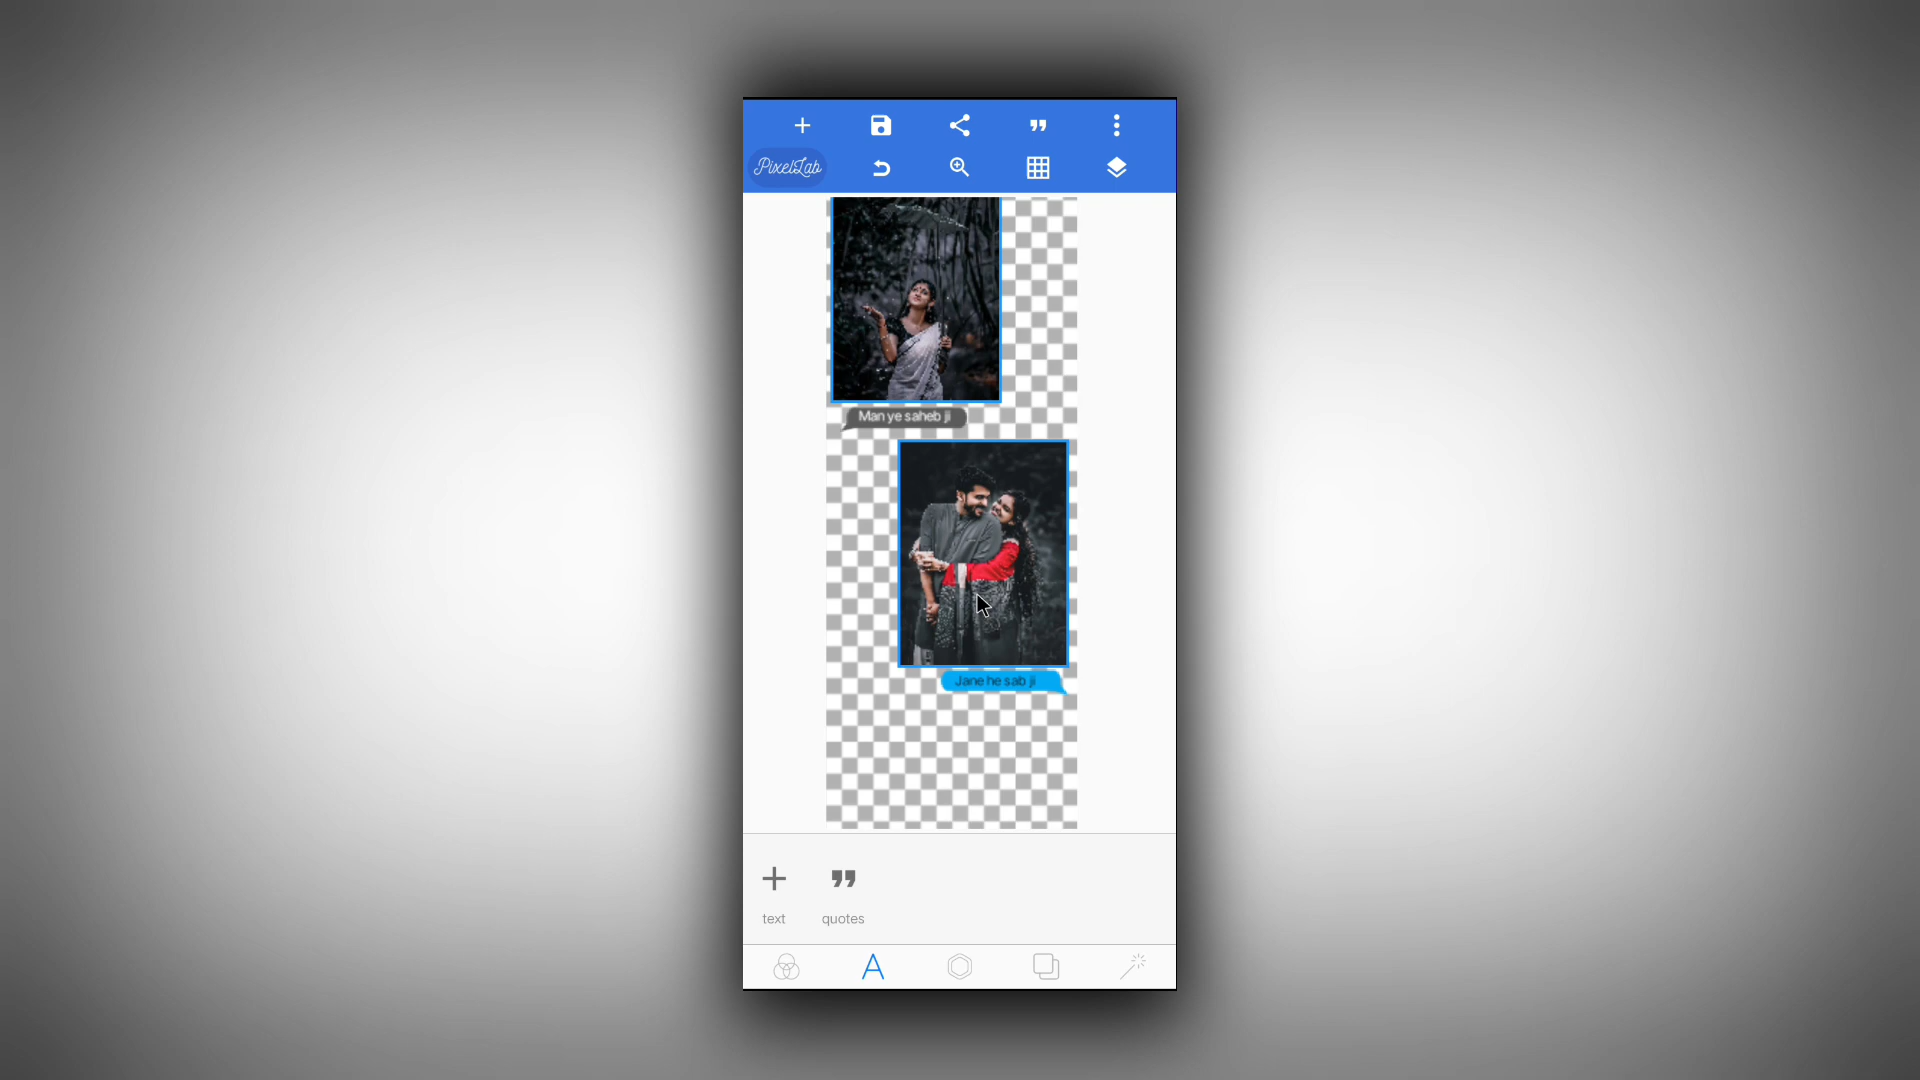 PixelLab
Man ye saheb ji
Jane he sab ji
text
quotes